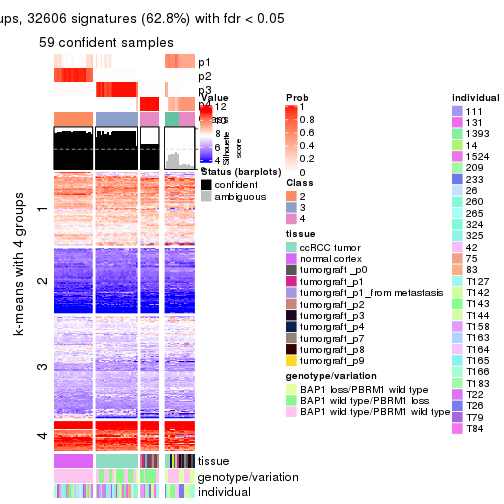 ups, 32606 signatures (62.8%) with fdr < 0.05
59 confident samples
p1
p2
p3
p4
Class
k-means with 4 groups
1
2
3
4
tissue
genotype/variation
individual
Value
12
10
8
6
4
Silhouette
score
Status (barplots)
confident
ambiguous
Prob
1
0.8
0.6
0.4
0.2
0
Class
2
3
4
tissue
ccRCC tumor
normal cortex
tumorgraft _p0
tumorgraft_p1
tumorgraft_p1_from metastasis
tumorgraft_p2
tumorgraft_p3
tumorgraft_p4
tumorgraft_p7
tumorgraft_p8
tumorgraft_p9
genotype/variation
BAP1 loss/PBRM1 wild type
BAP1 wild type/PBRM1 loss
BAP1 wild type/PBRM1 wild type
individual
111
131
1393
14
1524
209
233
26
260
265
324
325
42
75
83
T127
T142
T143
T144
T158
T163
T164
T165
T166
T183
T22
T26
T79
T84